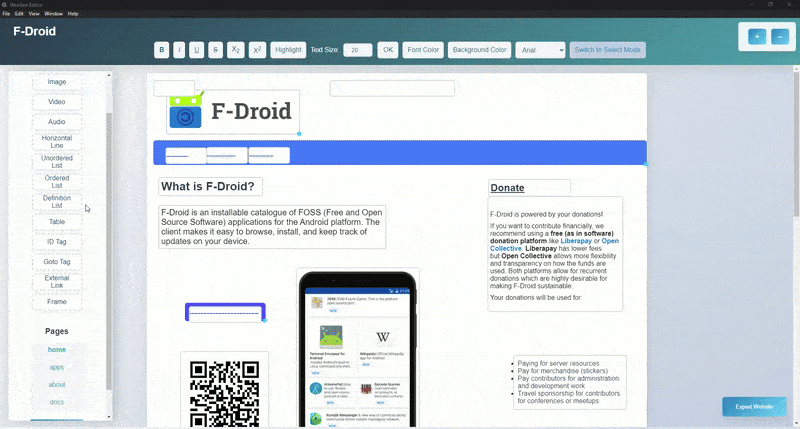 WeeBee Editor
File Edit View Window Help
F-Droid
B I U S X2 X2 Highlight Text Size: 20 OK Font Color Background Color Arial Switch to Select Mode
+ −
Image
Video
Audio
Horizontal
Line
Unordered
List
Ordered
List
Definition
List
Table
ID Tag
Goto Tag
External
Link
Frame
Pages
home
apps
about
docs
F-Droid
What is F-Droid?
F-Droid is an installable catalogue of FOSS (Free and Open
Source Software) applications for the Android platform. The
client makes it easy to browse, install, and keep track of
updates on your device.
Donate
F-Droid is powered by your donations!
If you want to contribute financially, we
recommend using a free (as in software)
donation platform like Liberapay or Open
Collective. Liberapay has lower fees
but Open Collective allows more flexibility
and transparency on how the funds are
used. Both platforms allow for recurrent
donations which are highly desirable for
making F-Droid sustainable.
Your donations will be used for
Terminal Emulator for
Android
W
Paying for server resources
Pay for merchandise (stickers)
Pay contributors for administration
and development work
Travel sponsorship for contributors
for conferences or meetups
Export Website